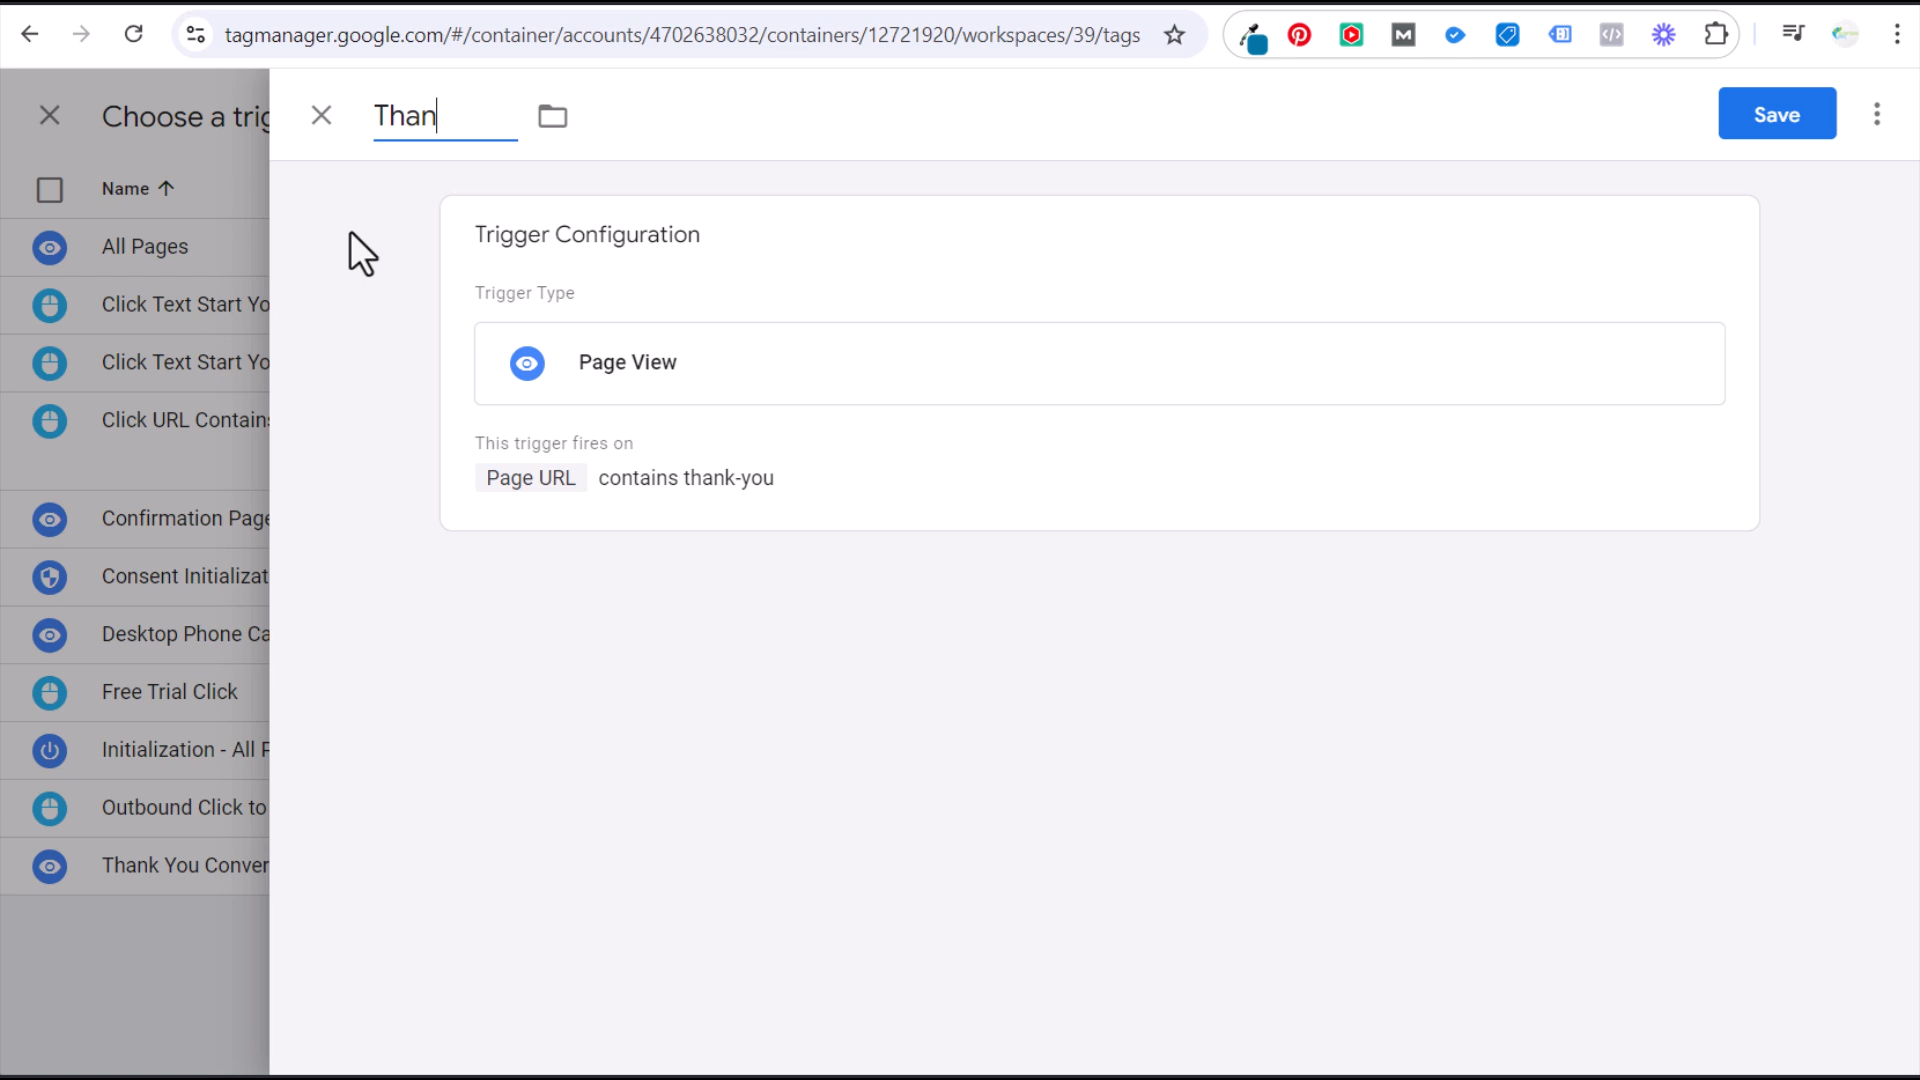 tagmanager.google.com/#/container/accounts/4702638032/containers/12721920/workspaces/39/tags
Choose a trig
Than
Save
Name
All Pages
Click Text Start Yo
Click Text Start Yo
Click URL Contains
Confirmation Page
Consent Initializat
Desktop Phone Ca
Free Trial Click
Initialization - All P
Outbound Click to
Thank You Conver
Trigger Configuration
Trigger Type
Page View
This trigger fires on
Page URL contains thank-you